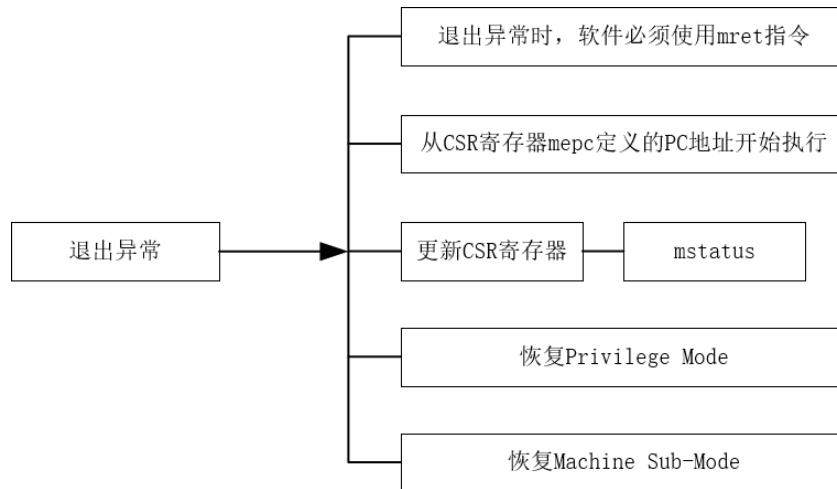 退出异常时，软件必须使用mret指令
从CSR寄存器mepc定义的PC地址开始执行
退出异常
更新CSR寄存器
mstatus
恢复Privilege Mode
恢复Machine Sub-Mode